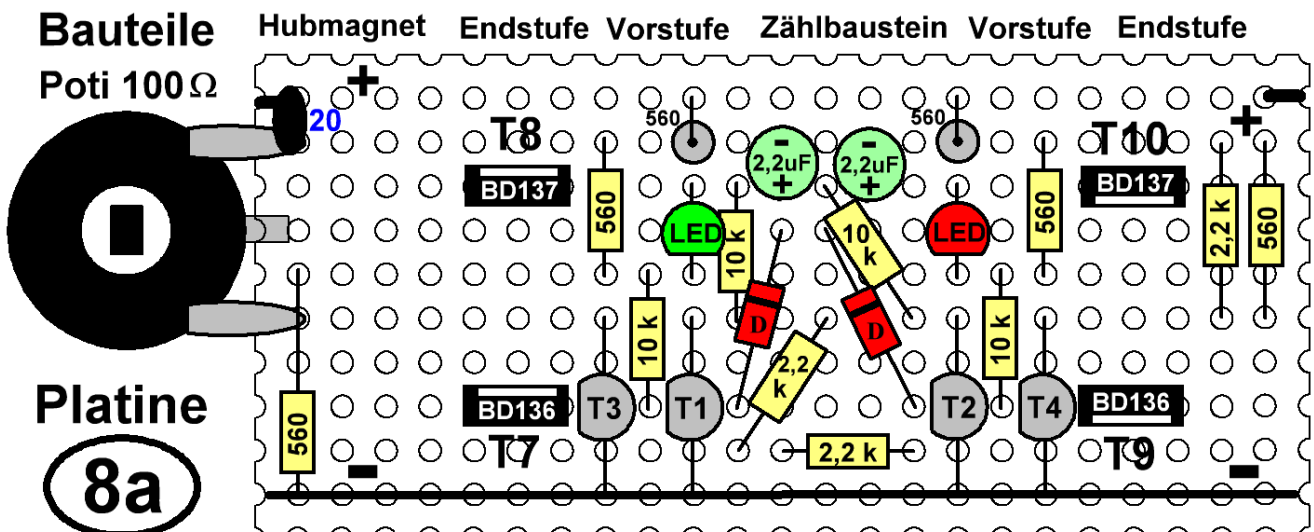 Bauteile
Poti 100Ω
Hubmagnet Endstufe Vorstufe Zählbaustein Vorstufe Endstufe
+
-
20
560
560
T8
T10
+
-
2,2uF
+
-
2,2uF
+
BD137
BD137
560
LED
10 k
10 k
LED
560
2,2 k
560
10 k
D
D
10 k
2,2 k
Platine
8a
560
BD136
T3
T1
T2
T4
BD136
T7
2,2 k
T9
-
-